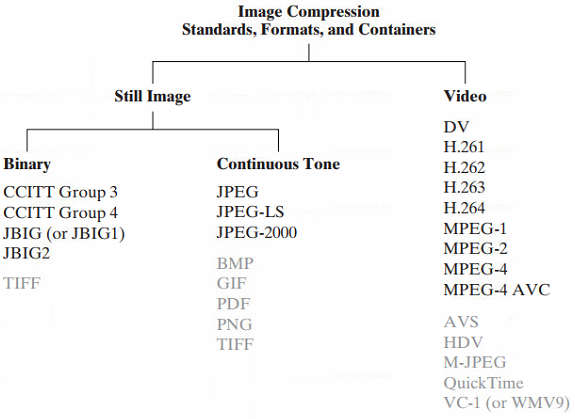 Image Compression
Standards, Formats, and Containers
Still Image
Binary
CCITT Group 3
CCITT Group 4
JBIG (or JBIG1)
JBIG2
TIFF
Continuous Tone
JPEG
JPEG-LS
JPEG-2000
BMP
GIF
PDF
PNG
TIFF
Video
DV
H.261
H.262
H.263
H.264
MPEG-1
MPEG-2
MPEG-4
MPEG-4 AVC
AVS
HDV
M-JPEG
QuickTime
VC-1 (or WMV9)